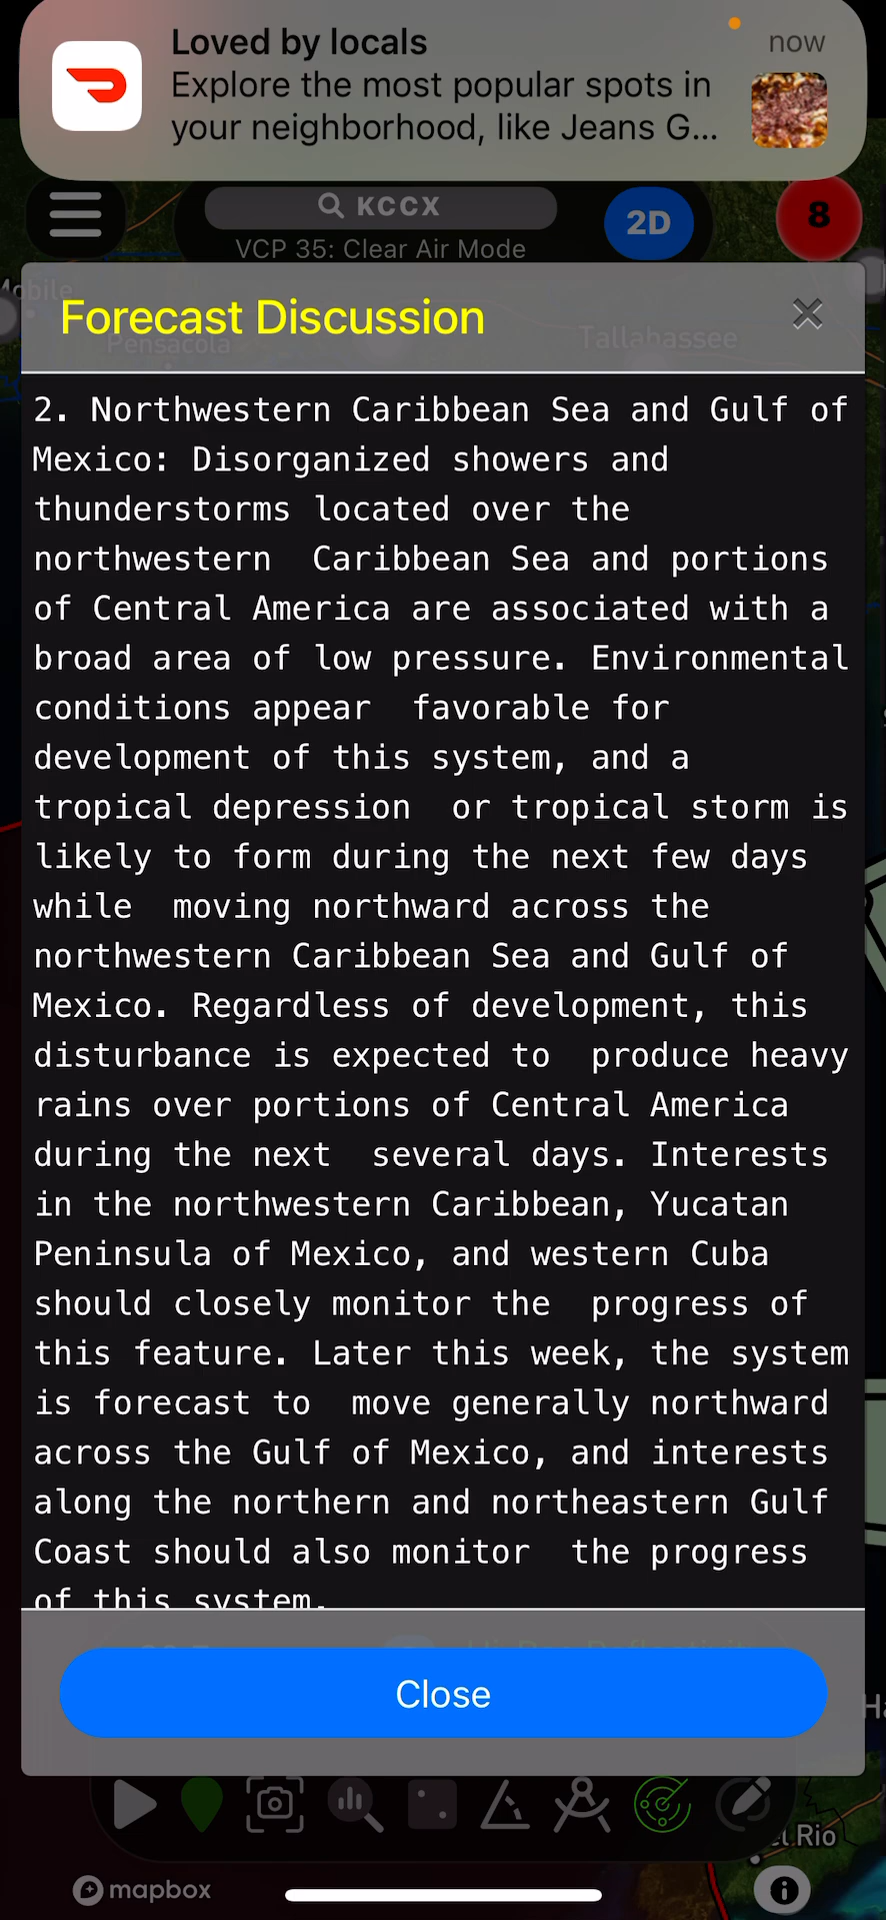 Loved by locals
now
Explore the most popular spots in
your neighborhood, like Jeans G...
KCCX
2D
8
VCP 35: Clear Air Mode
Mobile
Forecast Discussion
Pensacola
Tallahassee
2. Northwestern Caribbean Sea and Gulf of
Mexico: Disorganized showers and
thunderstorms located over the
northwestern  Caribbean Sea and portions
of Central America are associated with a
broad area of low pressure. Environmental
conditions appear  favorable for
development of this system, and a
tropical depression  or tropical storm is
likely to form during the next few days
while  moving northward across the
northwestern Caribbean Sea and Gulf of
Mexico. Regardless of development, this
disturbance is expected to  produce heavy
rains over portions of Central America
during the next  several days. Interests
in the northwestern Caribbean, Yucatan
Peninsula of Mexico, and western Cuba
should closely monitor the  progress of
this feature. Later this week, the system
is forecast to  move generally northward
across the Gulf of Mexico, and interests
along the northern and northeastern Gulf
Coast should also monitor  the progress
of this system.
Close
Rio
mapbox